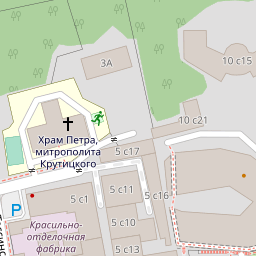 10 с15
3А
10 с21
Храм Петра,
митрополита
Крутицкого
5 с17
5 с11
5 с1
5 с16
P
Красильно-
отделочная
фабрика
5 с10
5 с13